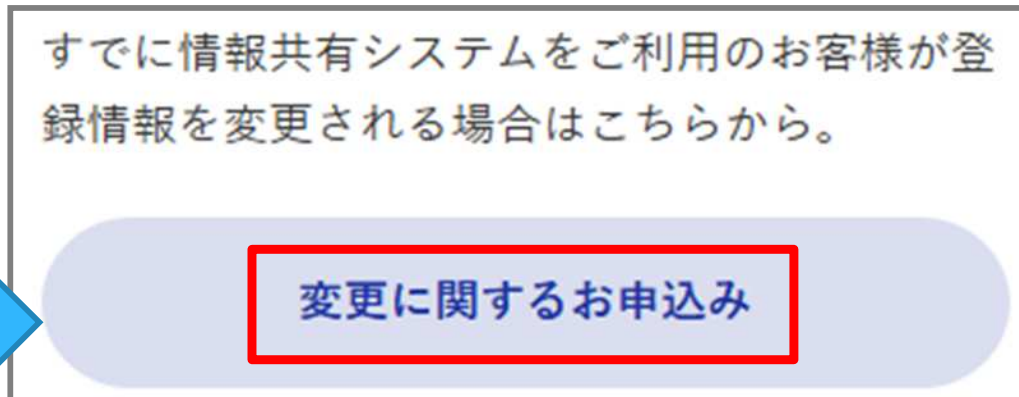 すでに情報共有システムをご利用のお客様が登
録情報を変更される場合はこちらから。
変更に関するお申込み